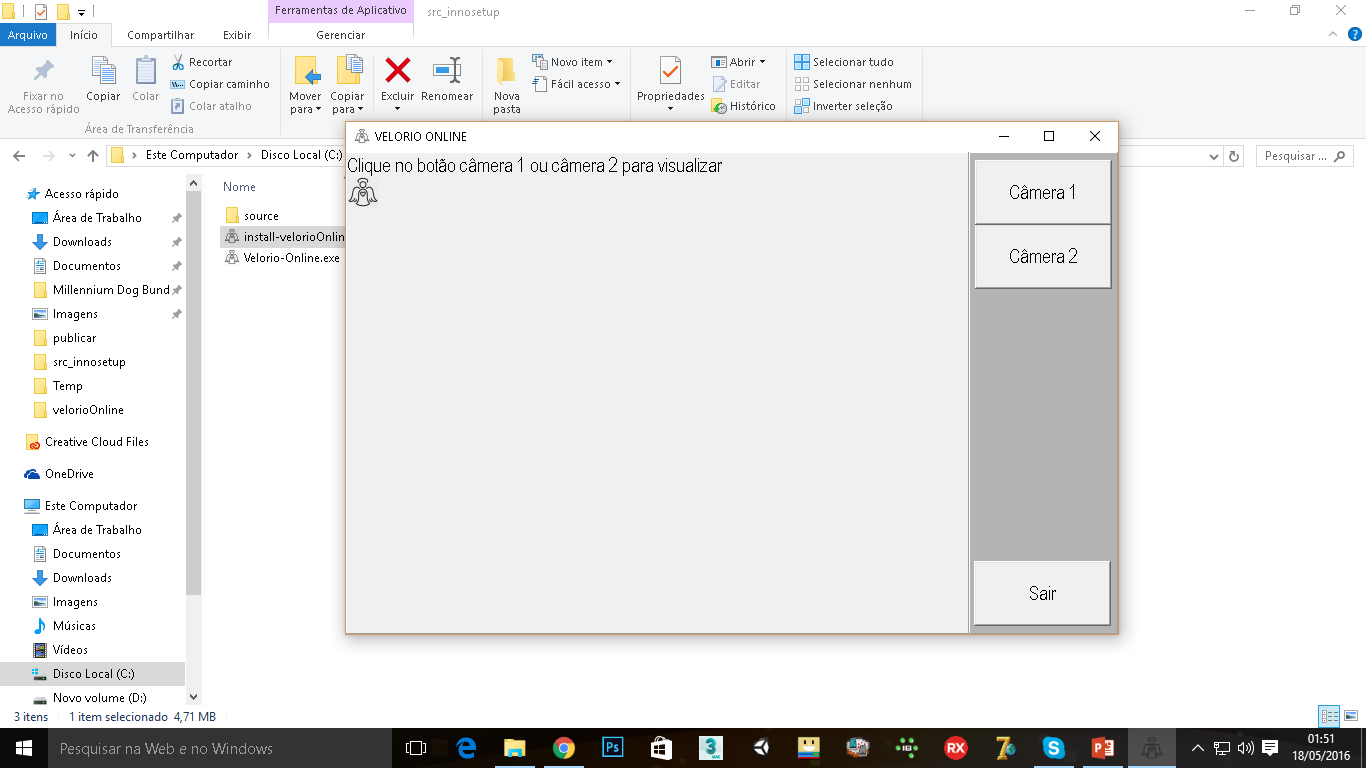 Ferramentas de Aplicativo
src_innosetup
Arquivo
Início
Compartilhar
Exibir
Gerenciar
Fixar no
Acesso rápido
Copiar
Colar
Recortar
Copiar caminho
Colar atalho
Área de Transferência
Mover
para
Copiar
para
Excluir
Renomear
Nova
pasta
Novo item
Fácil acesso
Propriedades
Abrir
Editar
Histórico
Selecionar tudo
Selecionar nenhum
Inverter seleção
Este Computador
Disco Local (C:)
Pesquisar ...
Acesso rápido
Área de Trabalho
Downloads
Documentos
Millennium Dog Bund
Imagens
publicar
src_innosetup
Temp
velorioOnline
Creative Cloud Files
OneDrive
Este Computador
Área de Trabalho
Documentos
Downloads
Imagens
Músicas
Vídeos
Disco Local (C:)
Novo volume (D:)
Nome
source
install-velorioOnlin
Velorio-Online.exe
VELORIO ONLINE
Clique no botão câmera 1 ou câmera 2 para visualizar
Câmera 1
Câmera 2
Sair
3 itens
1 item selecionado 4,71 MB
Pesquisar na Web e no Windows
01:51
18/05/2016